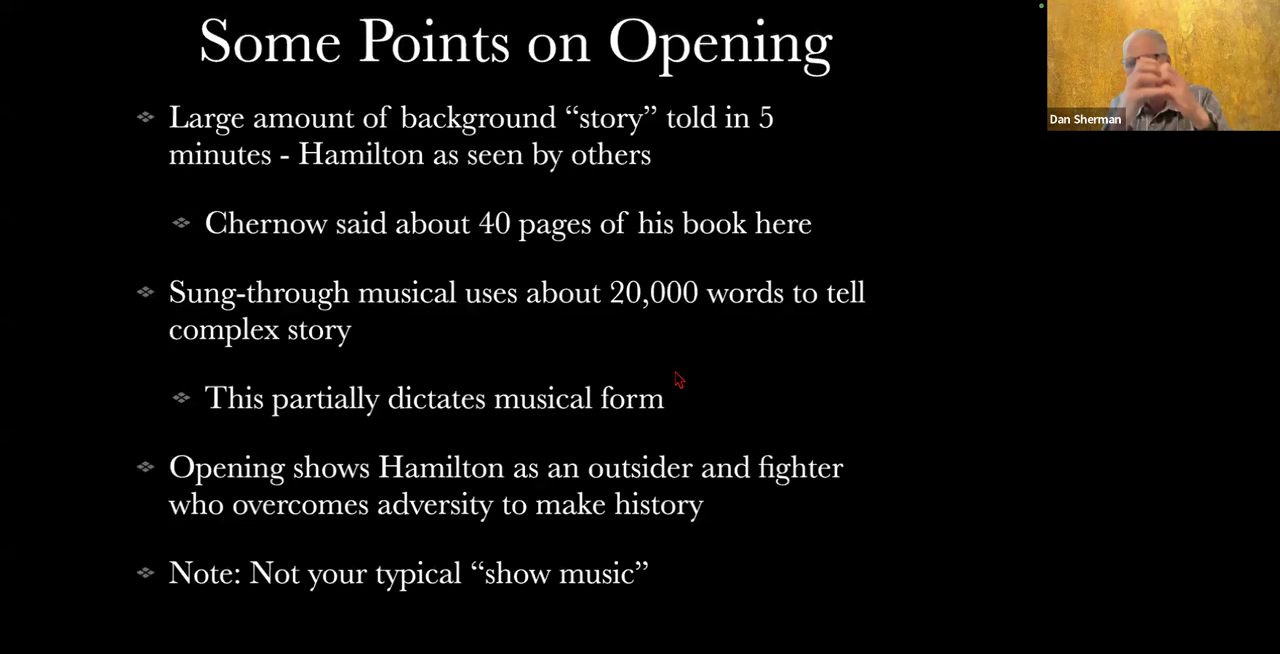 Some Points on Opening
Large amount of background “story” told in 5
minutes - Hamilton as seen by others
Chernow said about 40 pages of his book here
Sung-through musical uses about 20,000 words to tell
complex story
This partially dictates musical form
Opening shows Hamilton as an outsider and fighter
who overcomes adversity to make history
Note: Not your typical “show music”
Dan Sherman